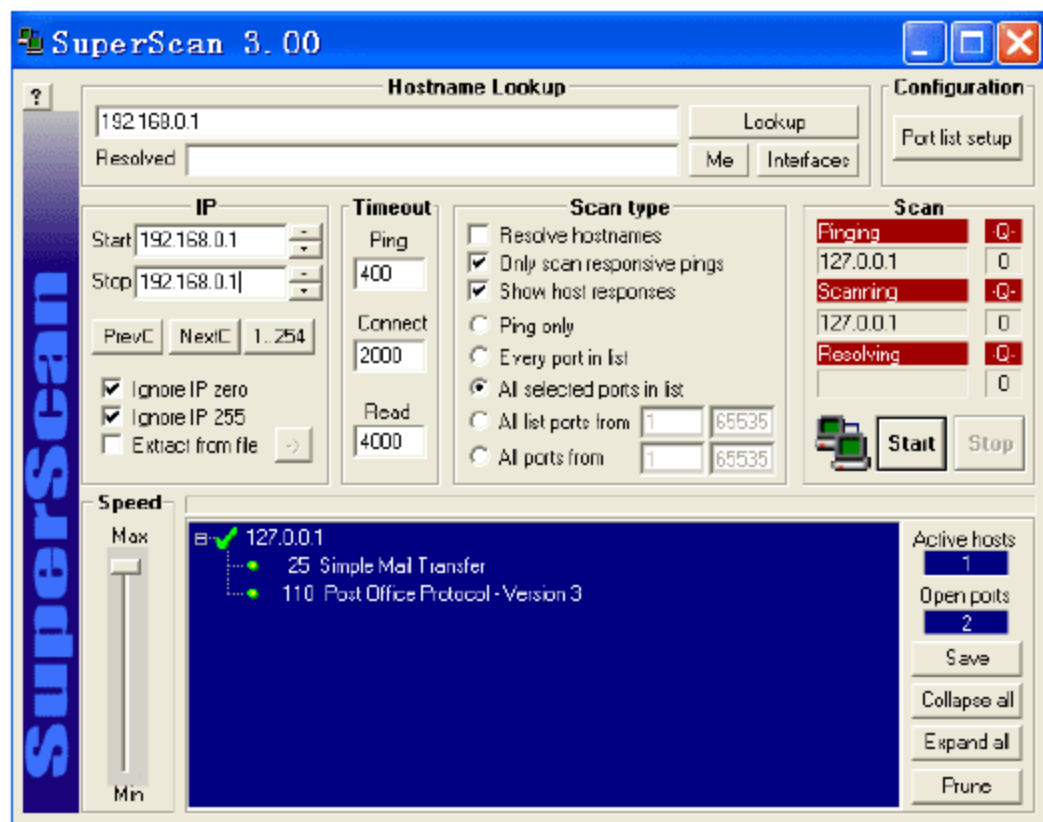 SuperScan 3.00
?
Hostname Lookup
192.168.0.1
Lookup
Resolved
Me
Interfaces
Configuration
Port list setup
IP
Start 192.168.0.1
Stop 192.168.0.1
PrevC NextC 1..254
Ignore IP zero
Ignore IP 255
Extract from file ->
Timeout
Ping
400
Connect
2000
Read
4000
Scan type
Resolve hostnames
Only scan responsive pings
Show host responses
Ping only
Every port in list
All selected ports in list
All list ports from 1 65535
All ports from 1 65535
Scan
Pinging -Q-
127.0.0.1 0
Scanning -Q-
127.0.0.1 0
Resolving -Q-
0
Start Stop
SuperScan
Speed
Max
Min
127.0.0.1
25 Simple Mail Transfer
110 Post Office Protocol - Version 3
Active hosts
1
Open ports
2
Save
Collapse all
Expand all
Prune